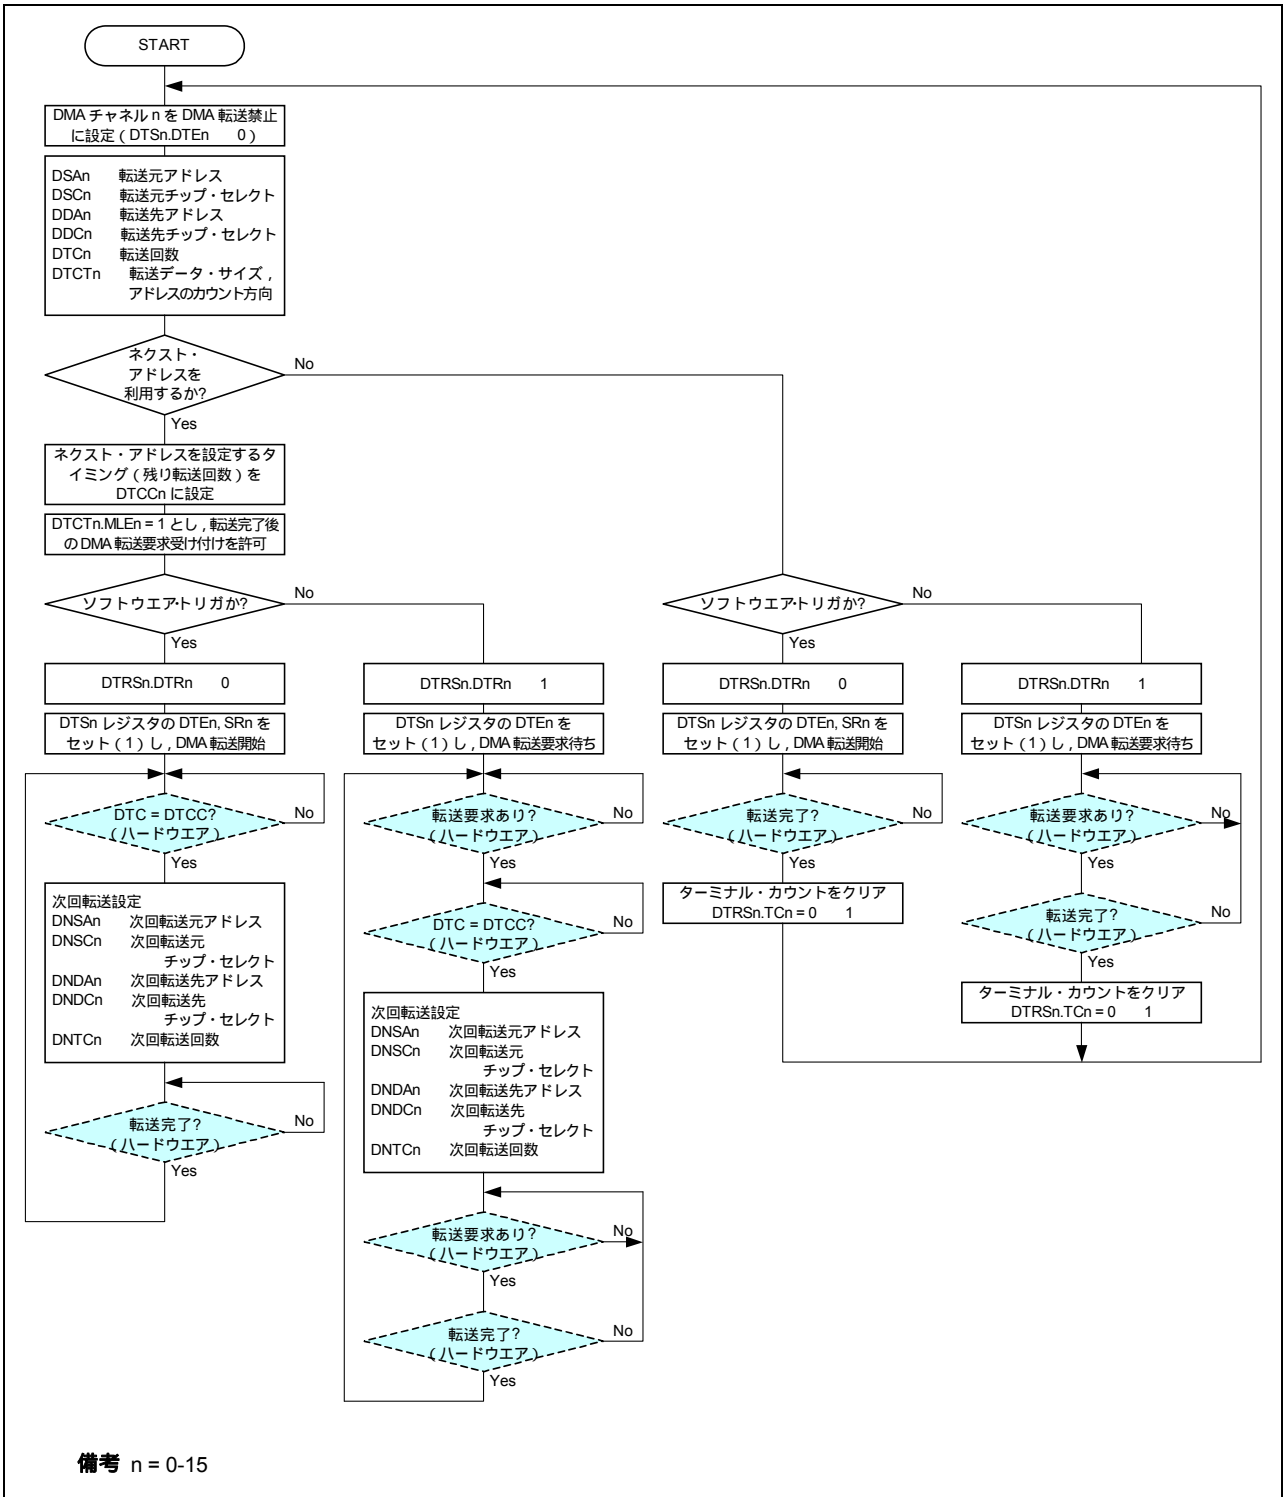 START
DMA チャネル n を DMA 転送禁止
に設定 ( DTSn.DTEn 0 )
DSAn 転送元アドレス
DSCn 転送元チップ・セレクト
DDAn 転送先アドレス
DDCn 転送先チップ・セレクト
DTCn 転送回数
DTCTn 転送データ・サイズ ,
アドレスのカウント方向
ネクスト・
アドレスを
利用するか?
No
Yes
ネクスト・アドレスを設定するタ
イミング ( 残り転送回数 ) を
DTCCn に設定
DTCTn.MLEn = 1 とし , 転送完了後
の DMA 転送要求受け付けを許可
ソフトウエア・トリガか?
No
Yes
DTRSn.DTRn 0
DTSn レジスタの DTEn, SRn を
セット ( 1 ) し , DMA 転送開始
DTC = DTCC?
( ハードウエア )
No
Yes
次回転送設定
DNSAn 次回転送元アドレス
DNSCn 次回転送元
チップ・セレクト
DNDAn 次回転送先アドレス
DNDCn 次回転送先
チップ・セレクト
DNTCn 次回転送回数
転送完了?
( ハードウエア )
No
Yes
DTRSn.DTRn 1
DTSn レジスタの DTEn を
セット ( 1 ) し , DMA 転送要求待ち
転送要求あり?
( ハードウエア )
No
Yes
DTC = DTCC?
( ハードウエア )
No
Yes
次回転送設定
DNSAn 次回転送元アドレス
DNSCn 次回転送元
チップ・セレクト
DNDAn 次回転送先アドレス
DNDCn 次回転送先
チップ・セレクト
DNTCn 次回転送回数
転送要求あり?
( ハードウエア )
No
Yes
転送完了?
( ハードウエア )
No
Yes
ソフトウエア・トリガか?
No
Yes
DTRSn.DTRn 0
DTSn レジスタの DTEn, SRn を
セット ( 1 ) し , DMA 転送開始
転送完了?
( ハードウエア )
No
Yes
ターミナル・カウントをクリア
DTRSn.TCn = 0 1
DTRSn.DTRn 1
DTSn レジスタの DTEn を
セット ( 1 ) し , DMA 転送要求待ち
転送要求あり?
( ハードウエア )
No
Yes
転送完了?
( ハードウエア )
No
Yes
ターミナル・カウントをクリア
DTRSn.TCn = 0 1
備考 n = 0-15